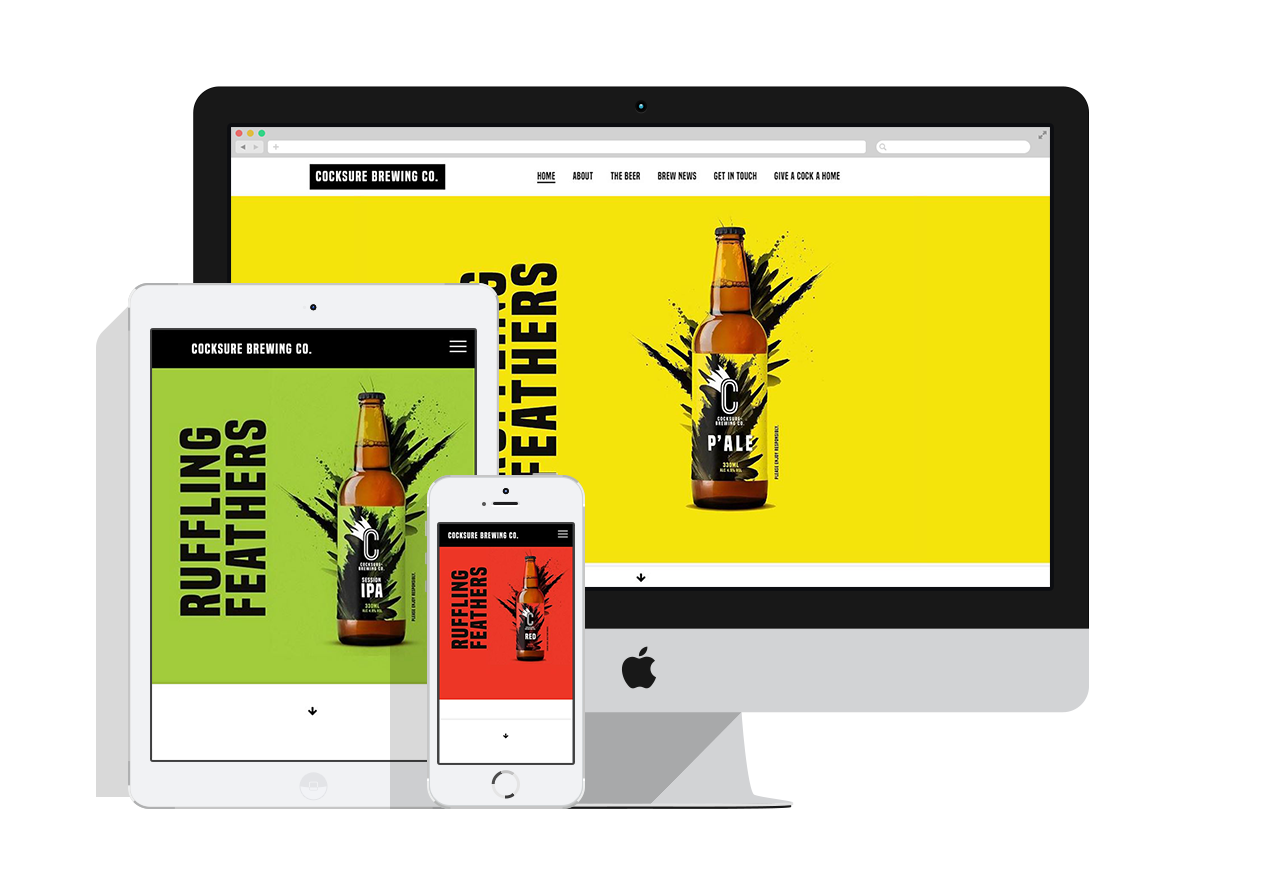 COCKSURE BREWING CO.
HOME ABOUT THE BEER BREW NEWS GET IN TOUCH GIVE A COCK A HOME
FEATHERS
C
COCKSURE
BREWING CO.
P'ALE
330ML
PLEASE ENJOY RESPONSIBLY.
COCKSURE BREWING CO.
RUFFLING
FEATHERS
C
COCKSURE
BREWING CO.
SESSION
IPA
330ML
PLEASE ENJOY RESPONSIBLY.
COCKSURE BREWING CO.
RUFFLING
FEATHERS
C
RED